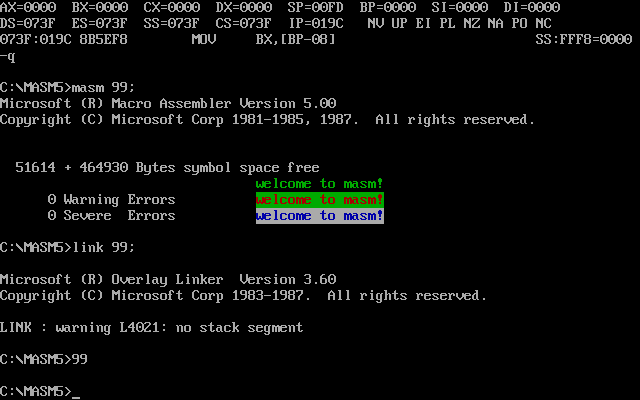 AX=0000  BX=0000  CX=0000  DX=0000  SP=00FD  BP=0000  SI=0000  DI=0000
DS=073F  ES=073F  SS=073F  CS=073F  IP=019C   NV UP EI PL NZ NA PO NC
073F:019C 8B5EF8        MOV     BX,[BP-08]                         SS:FFF8=0000
-q
C:\MASM5>masm 99;
Microsoft (R) Macro Assembler Version 5.00
Copyright (C) Microsoft Corp 1981-1985, 1987.  All rights reserved.
51614 + 464930 Bytes symbol space free
welcome to masm!
0 Warning Errors          welcome to masm!
0 Severe  Errors          welcome to masm!
C:\MASM5>link 99;
Microsoft (R) Overlay Linker  Version 3.60
Copyright (C) Microsoft Corp 1983-1987.  All rights reserved.
LINK : warning L4021: no stack segment
C:\MASM5>99
C:\MASM5>_